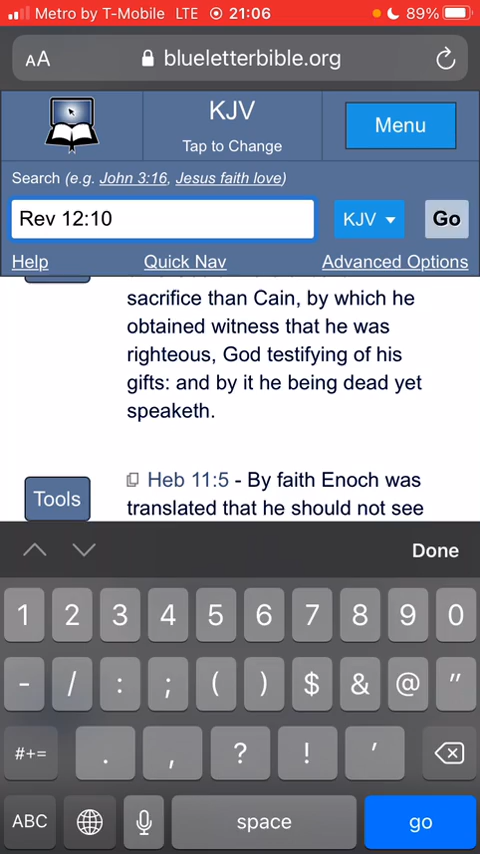 Metro by T-Mobile LTE 21:06 89%
AA blueletterbible.org
KJV
Tap to Change
Menu
Search (e.g. John 3:16, Jesus faith love)
Rev 12:10 KJV Go
Help Quick Nav Advanced Options
sacrifice than Cain, by which he
obtained witness that he was
righteous, God testifying of his
gifts: and by it he being dead yet
speaketh.
Tools
Heb 11:5 - By faith Enoch was
translated that he should not see
Done
1 2 3 4 5 6 7 8 9 0
- / : ; ( ) $ & @ "
#+= . , ? ! '
ABC space go